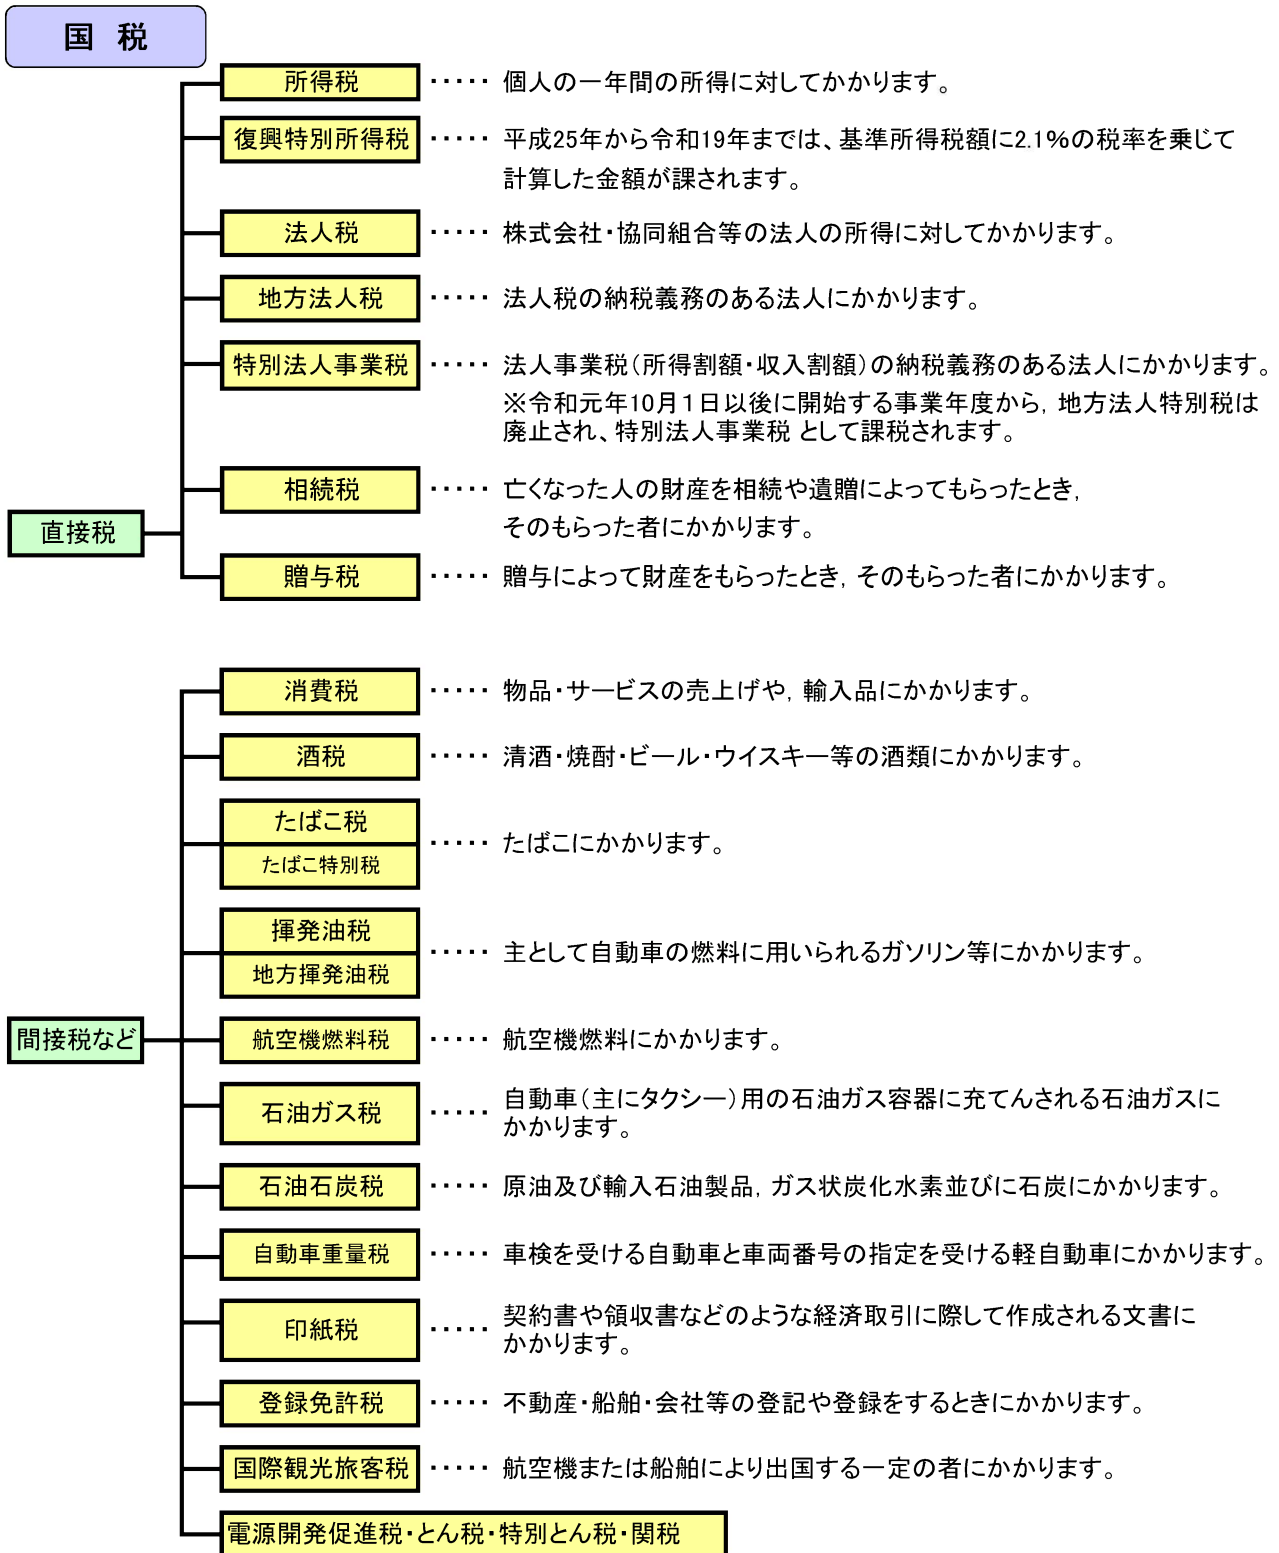 国 税
所得税 ・・・・・ 個人の一年間の所得に対してかかります。
復興特別所得税 ・・・・・ 平成25年から令和19年までは、基準所得税額に2.1%の税率を乗じて
計算した金額が課されます。
法人税 ・・・・・ 株式会社・協同組合等の法人の所得に対してかかります。
地方法人税 ・・・・・ 法人税の納税義務のある法人にかかります。
特別法人事業税 ・・・・・ 法人事業税(所得割額・収入割額)の納税義務のある法人にかかります。
※令和元年10月1日以後に開始する事業年度から, 地方法人特別税は
廃止され、特別法人事業税 として課税されます。
相続税 ・・・・・ 亡くなった人の財産を相続や遺贈によってもらったとき,
そのもらった者にかかります。
直接税
贈与税 ・・・・・ 贈与によって財産をもらったとき, そのもらった者にかかります。
消費税 ・・・・・ 物品・サービスの売上げや, 輸入品にかかります。
酒税 ・・・・・ 清酒・焼酎・ビール・ウイスキー等の酒類にかかります。
たばこ税
たばこ特別税 ・・・・・ たばこにかかります。
揮発油税
地方揮発油税 ・・・・・ 主として自動車の燃料に用いられるガソリン等にかかります。
間接税など
航空機燃料税 ・・・・・ 航空機燃料にかかります。
石油ガス税 ・・・・・ 自動車(主にタクシー)用の石油ガス容器に充てんされる石油ガスに
かかります。
石油石炭税 ・・・・・ 原油及び輸入石油製品, ガス状炭化水素並びに石炭にかかります。
自動車重量税 ・・・・・ 車検を受ける自動車と車両番号の指定を受ける軽自動車にかかります。
印紙税 ・・・・・ 契約書や領収書などのような経済取引に際して作成される文書に
かかります。
登録免許税 ・・・・・ 不動産・船舶・会社等の登記や登録をするときにかかります。
国際観光旅客税 ・・・・・ 航空機または船舶により出国する一定の者にかかります。
電源開発促進税・とん税・特別とん税・関税